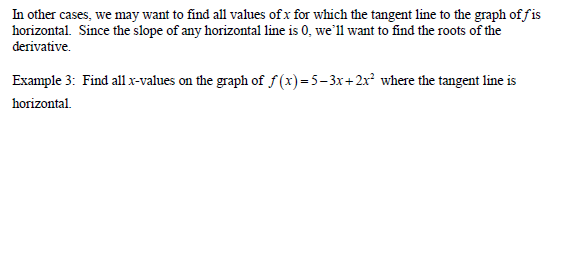 In other cases, we may want to find all values of x for which the tangent line to the graph of f is
horizontal. Since the slope of any horizontal line is 0, we’ll want to find the roots of the
derivative.
Example 3: Find all x-values on the graph of f(x)=5−3x+2x² where the tangent line is
horizontal.